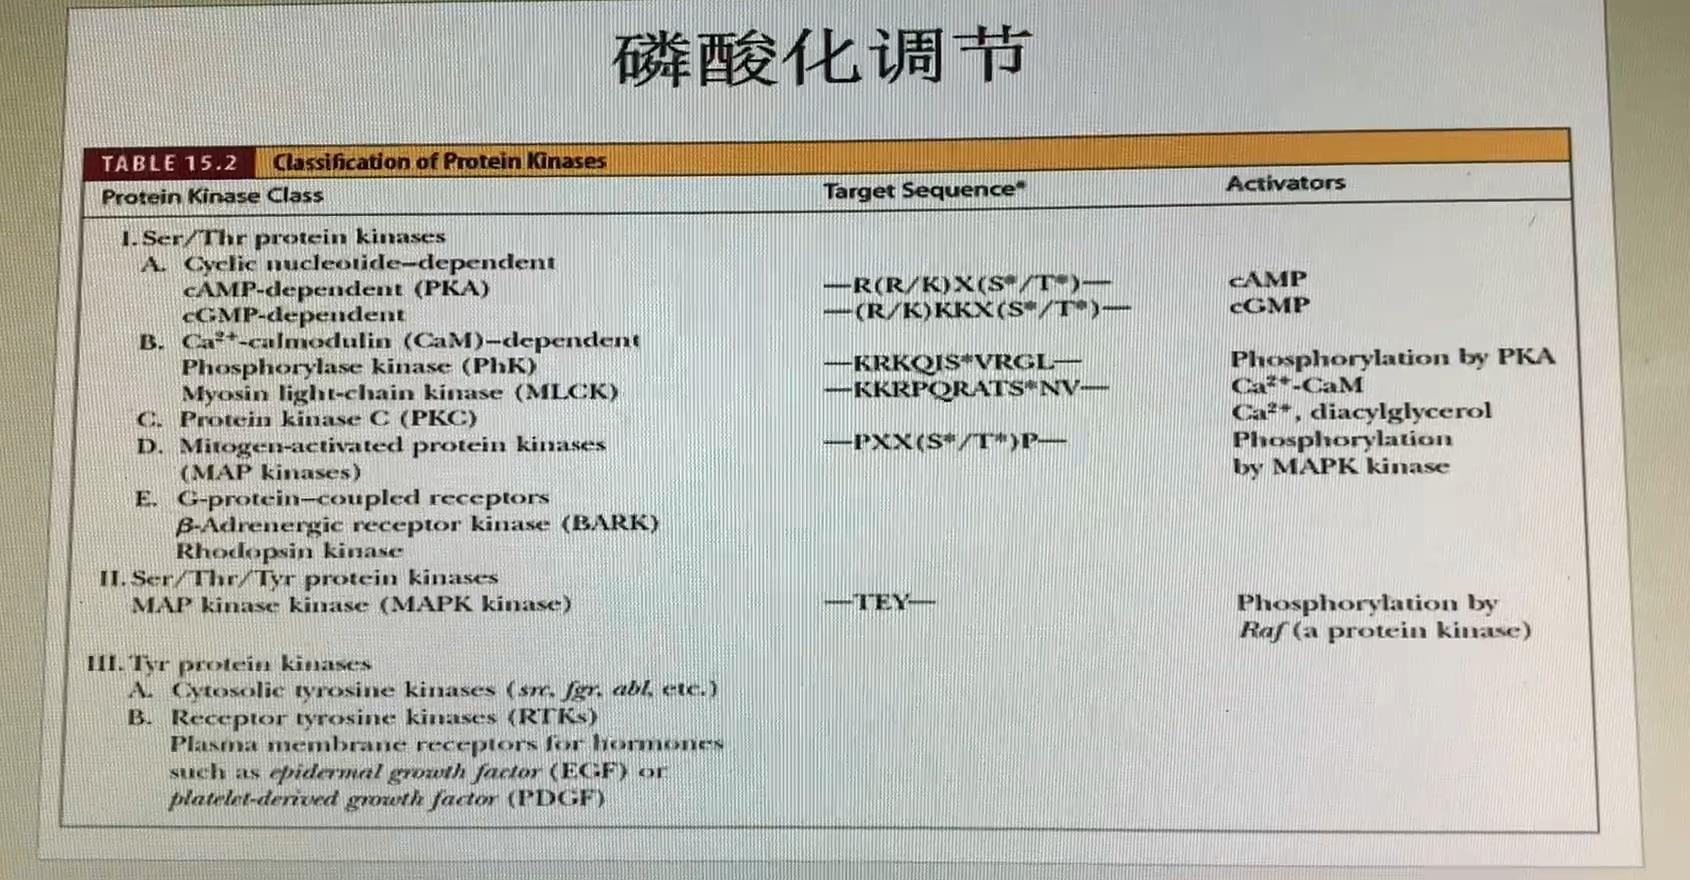 磷酸化调节
TABLE 15.2 Classification of Protein Kinases
Protein Kinase Class Target Sequence* Activators
I. Ser/Thr protein kinases
A. Cyclic nucleotide–dependent
cAMP-dependent (PKA) —R(R/K)X(S*/T*)— cAMP
cGMP-dependent —(R/K)KKX(S*/T*)— cGMP
B. Ca²⁺-calmodulin (CaM)–dependent
Phosphorylase kinase (PhK) —KRKQIS*VRGL— Phosphorylation by PKA
Myosin light-chain kinase (MLCK) —KKRPQRATS*NV— Ca²⁺-CaM
C. Protein kinase C (PKC) Ca²⁺, diacylglycerol
D. Mitogen-activated protein kinases —PXX(S*/T*)P— Phosphorylation
(MAP kinases) by MAPK kinase
E. G-protein–coupled receptors
β-Adrenergic receptor kinase (BARK)
Rhodopsin kinase
II. Ser/Thr/Tyr protein kinases
MAP kinase kinase (MAPK kinase) —TEY— Phosphorylation by
Raf (a protein kinase)
III. Tyr protein kinases
A. Cytosolic tyrosine kinases (src, fgr, abl, etc.)
B. Receptor tyrosine kinases (RTKs)
Plasma membrane receptors for hormones
such as epidermal growth factor (EGF) or
platelet-derived growth factor (PDGF)